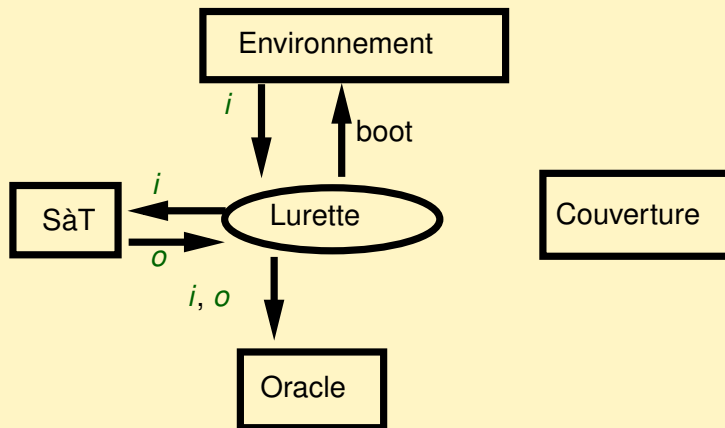 Environnement
i
boot
i
SàT
Lurette
Couverture
o
i, o
Oracle